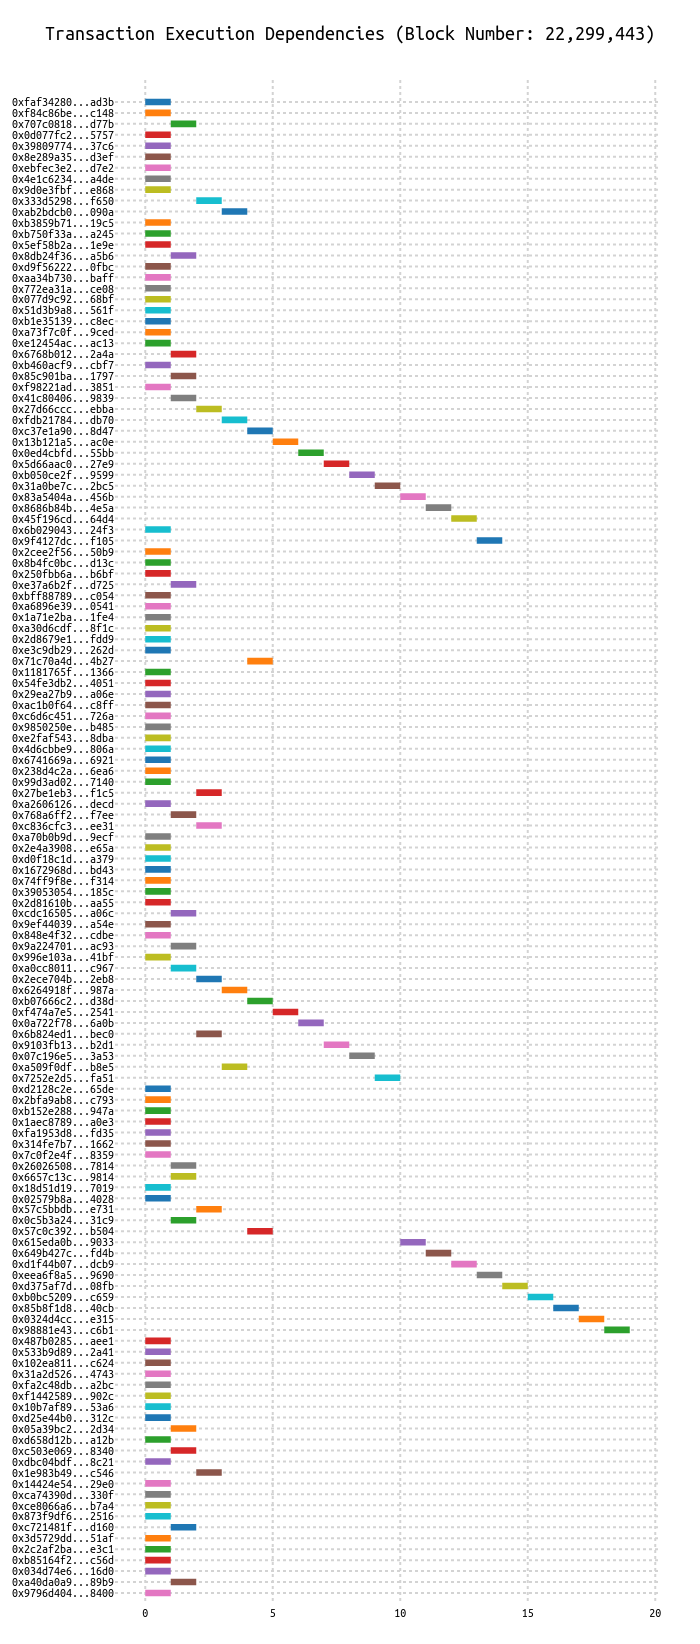 Transaction Execution Dependencies (Block Number: 22,299,443)
0xfaf34280...ad3b
0xf84c86be...c148
0x707c0818...d77b
0x0d077fc2...5757
0x39809774...37c6
0x8e289a35...d3ef
0xebfec3e2...d7e2
0x4e1c6234...a4de
0x9d0e3fbf...e868
0x333d5298...f650
0xab2bdcb0...090a
0xb3859b71...19c5
0xb750f33a...a245
0x5ef58b2a...1e9e
0x8db24f36...a5b6
0xd9f56222...0fbc
0xaa34b730...baff
0x772ea31a...ce08
0x077d9c92...68bf
0x51d3b9a8...561f
0xb1e35139...c8ec
0xa73f7c0f...9ced
0xe12454ac...ac13
0x6768b012...2a4a
0xb460acf9...cbf7
0x85c901ba...1797
0xf98221ad...3851
0x41c80406...9839
0x27d66ccc...ebba
0xfdb21784...db70
0xc37e1a90...8d47
0x13b121a5...ac0e
0x0ed4cbfd...55bb
0x5d66aac0...27e9
0xb050ce2f...9599
0x31a0be7c...2bc5
0x83a5404a...456b
0x8686b84b...4e5a
0x45f196cd...64d4
0x6b029043...24f3
0x9f4127dc...f105
0x2cee2f56...50b9
0x8b4fc0bc...d13c
0x250fbb6a...b6bf
0xe37a6b2f...d725
0xbff88789...c054
0xa6896e39...0541
0x1a71e2ba...1fe4
0xa30d6cdf...8f1c
0x2d8679e1...fdd9
0xe3c9db29...262d
0x71c70a4d...4b27
0x1181765f...1366
0x54fe3db2...4051
0x29ea27b9...a06e
0xac1b0f64...c8ff
0xc6d6c451...726a
0x9850250e...b485
0xe2faf543...8dba
0x4d6cbbe9...806a
0x6741669a...6921
0x238d4c2a...6ea6
0x99d3ad02...7140
0x27be1eb3...f1c5
0xa2606126...decd
0x768a6ff2...f7ee
0xc836cfc3...ee31
0xa70b0b9d...9ecf
0x2e4a3908...e65a
0xd0f18c1d...a379
0x1672968d...bd43
0x74ff9f8e...f314
0x39053054...185c
0x2d81610b...aa55
0xcdc16505...a06c
0x9ef44039...a54e
0x848e4f32...cdbe
0x9a224701...ac93
0x996e103a...41bf
0xa0cc8011...c967
0x2ece704b...2eb8
0x6264918f...987a
0xb07666c2...d38d
0xf474a7e5...2541
0x0a722f78...6a0b
0x6b824ed1...bec0
0x9103fb13...b2d1
0x07c196e5...3a53
0xa509f0df...b8e5
0x7252e2d5...fa51
0xd2128c2e...65de
0x2bfa9ab8...c793
0xb152e288...947a
0x1aec8789...a0e3
0xfa1953d8...fd35
0x314fe7b7...1662
0x7c0f2e4f...8359
0x26026508...7814
0x6657c13c...9814
0x18d51d19...7019
0x02579b8a...4028
0x57c5bbdb...e731
0x0c5b3a24...31c9
0x57c0c392...b504
0x615eda0b...9033
0x649b427c...fd4b
0xd1f44b07...dcb9
0xeea6f8a5...9690
0xd375af7d...08fb
0xb0bc5209...c659
0x85b8f1d8...40cb
0x0324d4cc...e315
0x98881e43...c6b1
0x487b0285...aee1
0x533b9d89...2a41
0x102ea811...c624
0x31a2d526...4743
0xfa2c48db...a2bc
0xf1442589...902c
0x10b7af89...53a6
0xd25e44b0...312c
0x05a39bc2...2d34
0xd658d12b...a12b
0xc503e069...8340
0xdbc04bdf...8c21
0x1e983b49...c546
0x14424e54...29e0
0xca74390d...330f
0xce8066a6...b7a4
0x873f9df6...2516
0xc721481f...d160
0x3d5729dd...51af
0x2c2af2ba...e3c1
0xb85164f2...c56d
0x034d74e6...16d0
0xa40da0a9...89b9
0x9796d404...8400
0 5 10 15 20